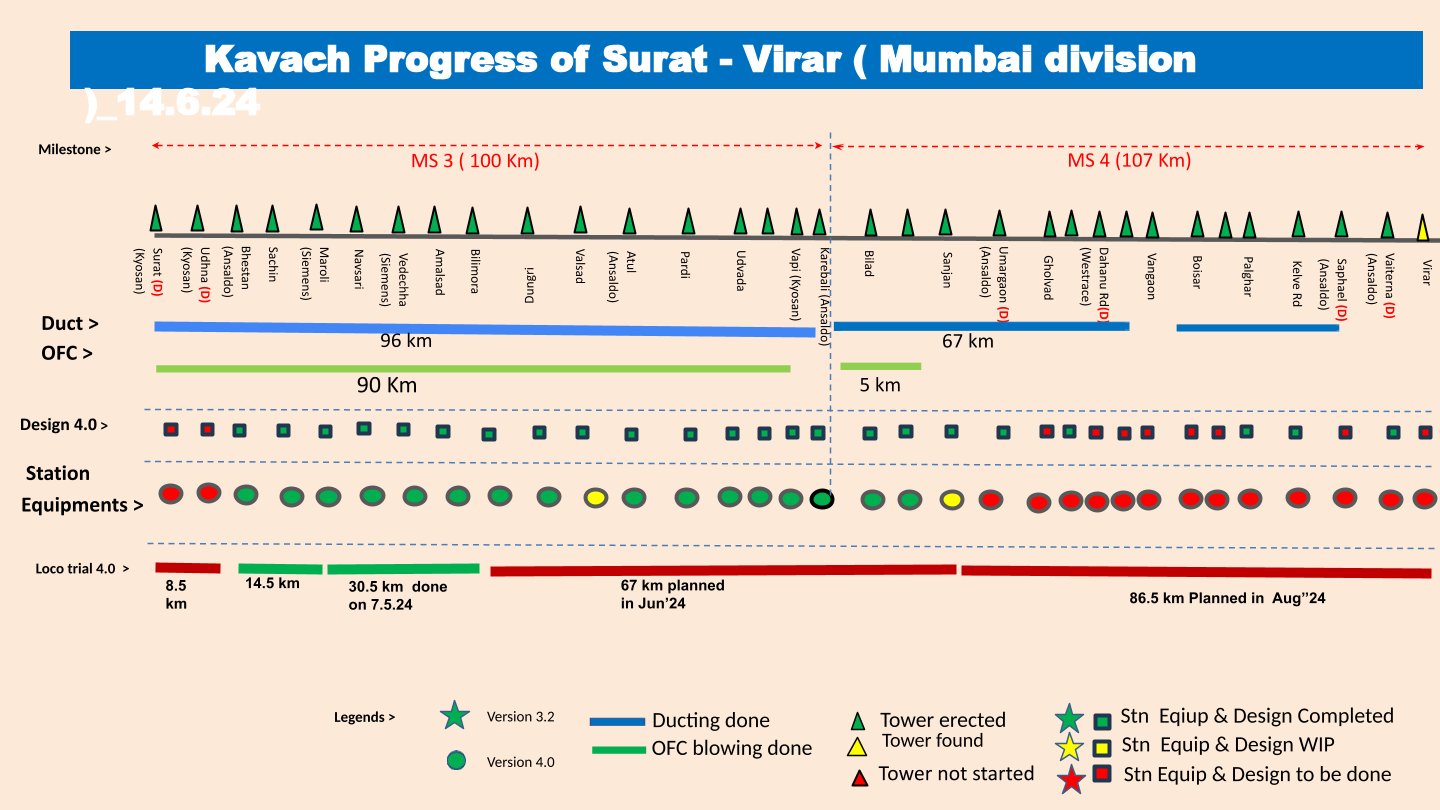 Kavach Progress of Surat - Virar ( Mumbai division
)_14.6.24
Milestone >
MS 3 ( 100 Km)
MS 4 (107 Km)
Surat (D)
(Kyosan)
Udhna (D)
(Kyosan)
Bhestan
(Ansaldo)
Sachin
Maroli
(Siemens)
Navsari
Vedechha
(Siemens)
Amalsad
Bilimora
Dungri
Valsad
Atul
(Ansaldo)
Pardi
Udvada
Vapi (Kyosan)
Karebali (Ansaldo)
Bilad
Sanjan
Umargaon (D)
(Ansaldo)
Gholvad
Dahanu Rd(D)
(Westrace)
Vangaon
Boisar
Palghar
Kelve Rd
Saphael (D)
(Ansaldo)
Vaiterna (D)
(Ansaldo)
Virar
Duct >
96 km
67 km
OFC >
90 Km
5 km
Design 4.0 >
Station
Equipments >
Loco trial 4.0 >
8.5
km
14.5 km
30.5 km done
on 7.5.24
67 km planned
in Jun’24
86.5 km Planned in Aug”24
Legends >
Version 3.2
Version 4.0
Ducting done
OFC blowing done
Tower erected
Tower found
Tower not started
Stn Eqiup & Design Completed
Stn Equip & Design WIP
Stn Equip & Design to be done